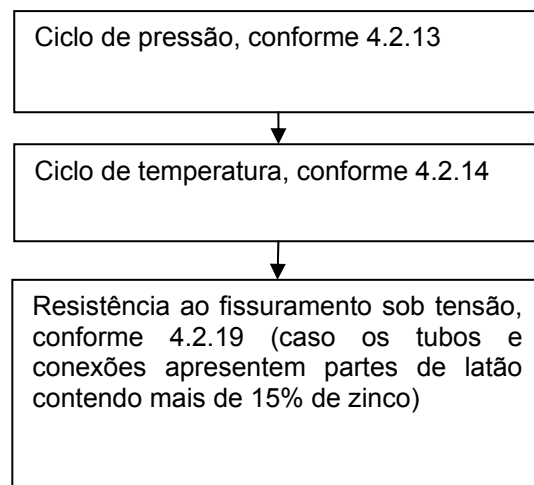 Ciclo de pressão, conforme 4.2.13
Ciclo de temperatura, conforme 4.2.14
Resistência ao fissuramento sob tensão,
conforme 4.2.19 (caso os tubos e
conexões apresentem partes de latão
contendo mais de 15% de zinco)